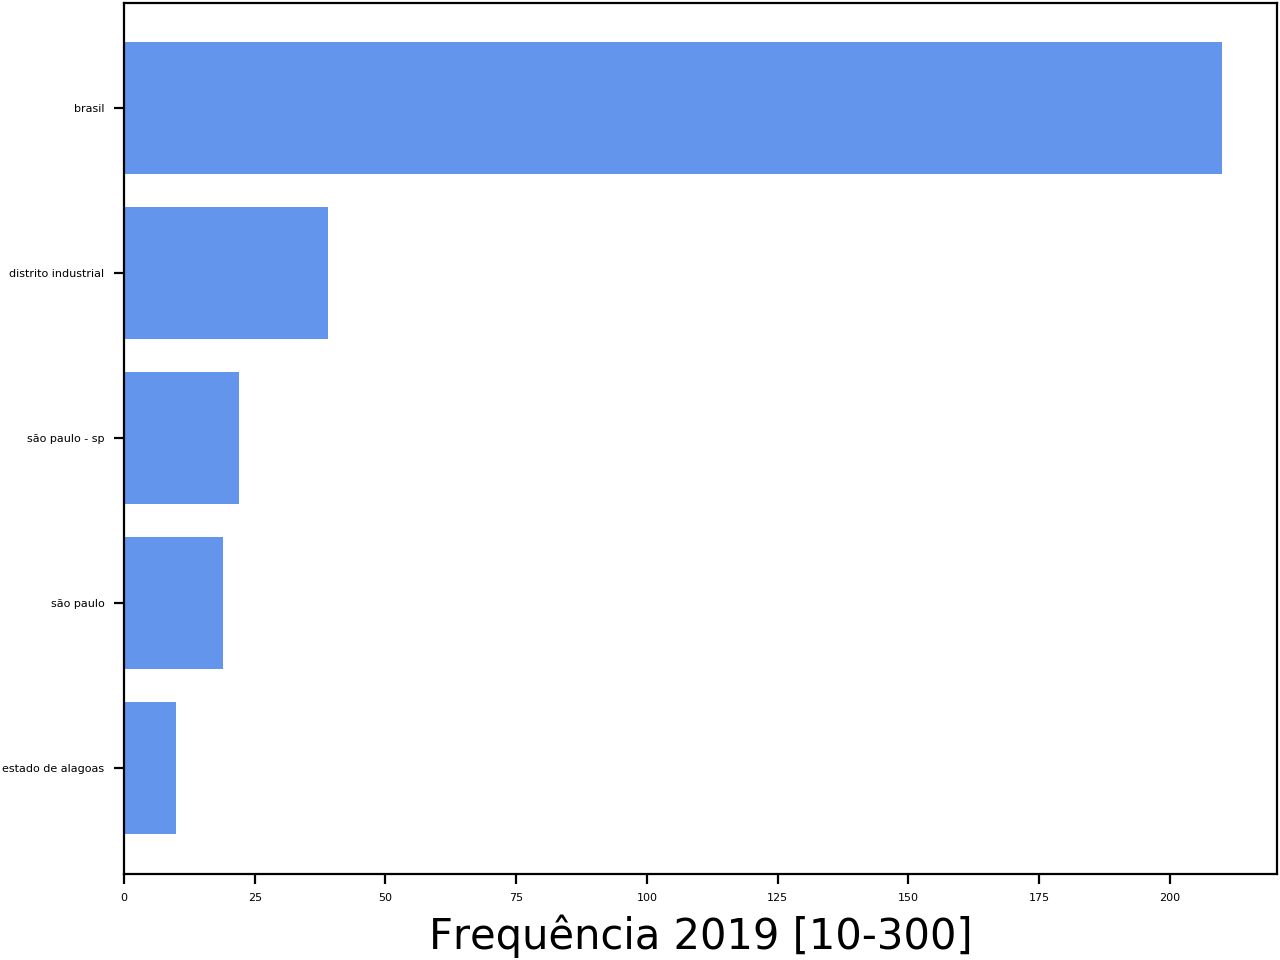 brasil
distrito industrial
são paulo - sp
são paulo
estado de alagoas
0 25 50 75 100 125 150 175 200
Frequência 2019 [10-300]